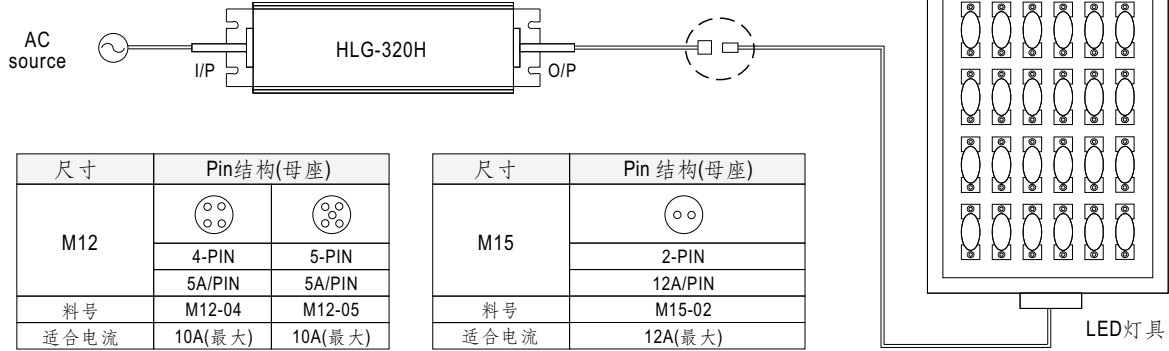 AC
source
I/P
HLG-320H
O/P
尺寸 Pin结构(母座)
M12
4-PIN 5-PIN
5A/PIN 5A/PIN
料号 M12-04 M12-05
适合电流 10A(最大) 10A(最大)
尺寸 Pin 结构(母座)
M15
2-PIN
12A/PIN
料号 M15-02
适合电流 12A(最大)
LED灯具